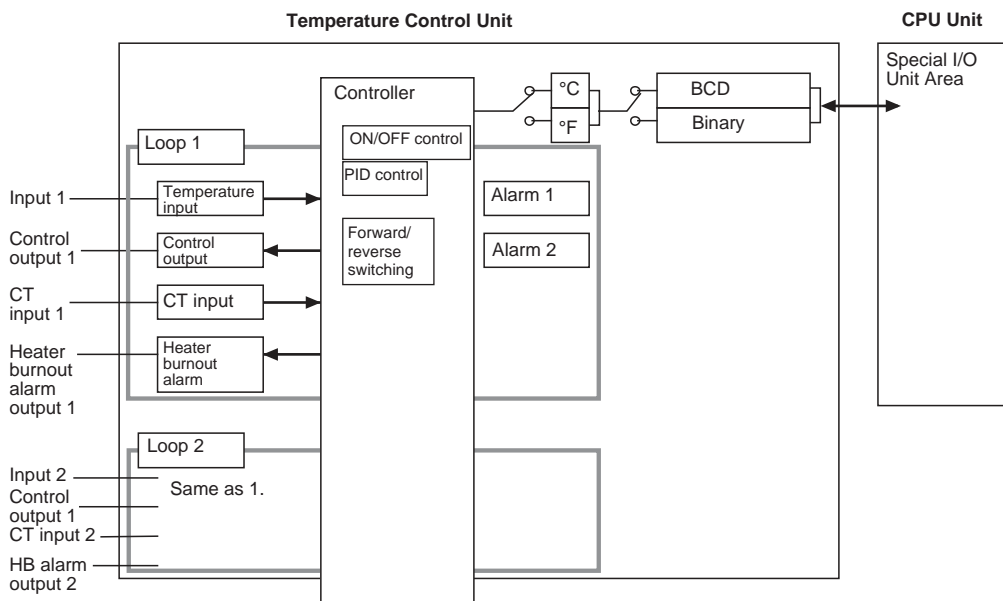 Temperature Control Unit
CPU Unit
Special I/O
Unit Area
Controller
°C
°F
BCD
Binary
ON/OFF control
PID control
Forward/
reverse
switching
Loop 1
Input 1
Temperature
input
Control
output 1
Control
output
CT
input 1
CT input
Heater
burnout
alarm
output 1
Heater
burnout
alarm
Alarm 1
Alarm 2
Loop 2
Same as 1.
Input 2
Control
output 1
CT input 2
HB alarm
output 2